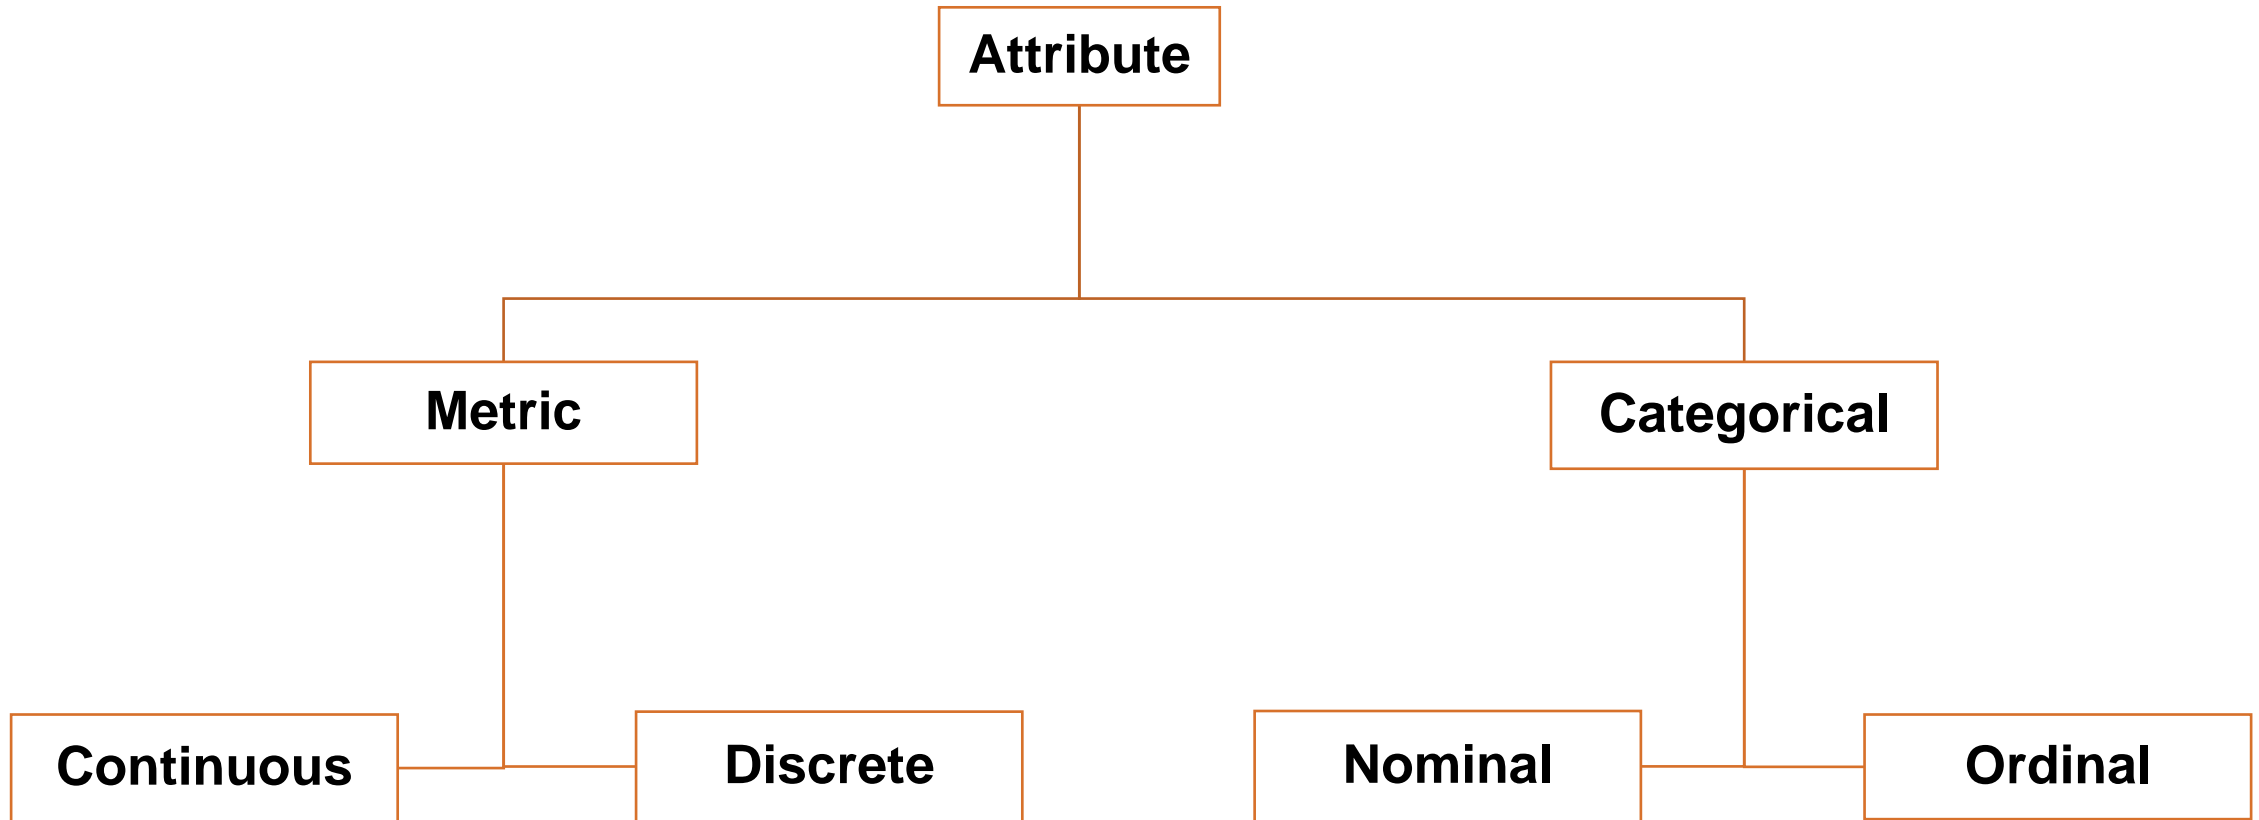 Attribute
Metric
Categorical
Continuous
Discrete
Nominal
Ordinal